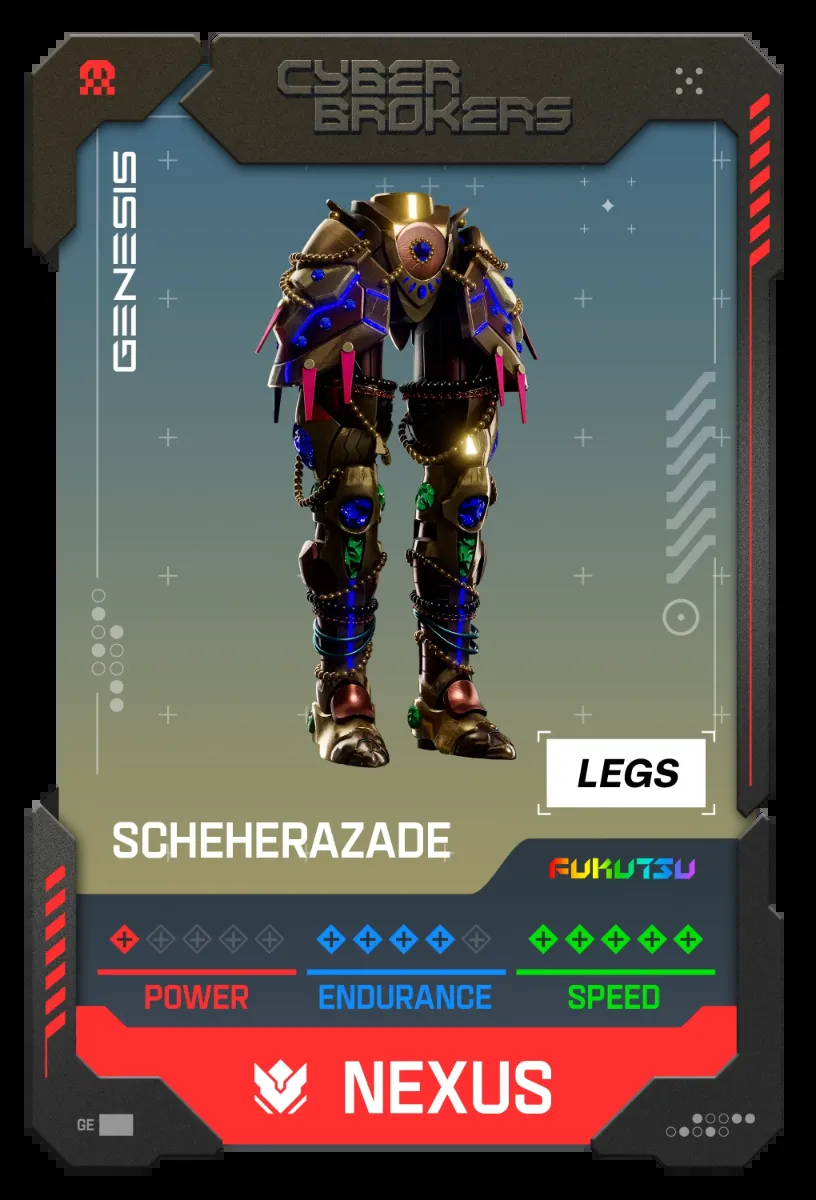 CYBER
BROKERS
GENESIS
LEGS
SCHEHERAZADE
FUKUTSU
POWER
ENDURANCE
SPEED
NEXUS
GE